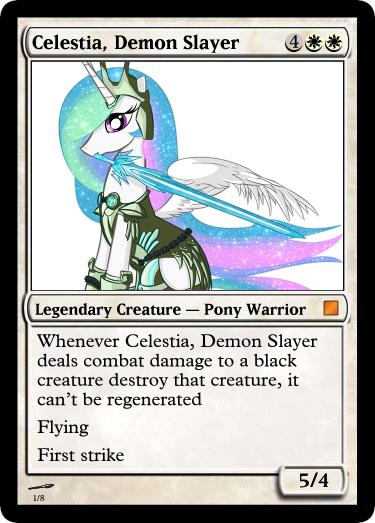 Celestia, Demon Slayer 4
Legendary Creature — Pony Warrior
Whenever Celestia, Demon Slayer
deals combat damage to a black
creature destroy that creature, it
can't be regenerated
Flying
First strike
5/4
1/8